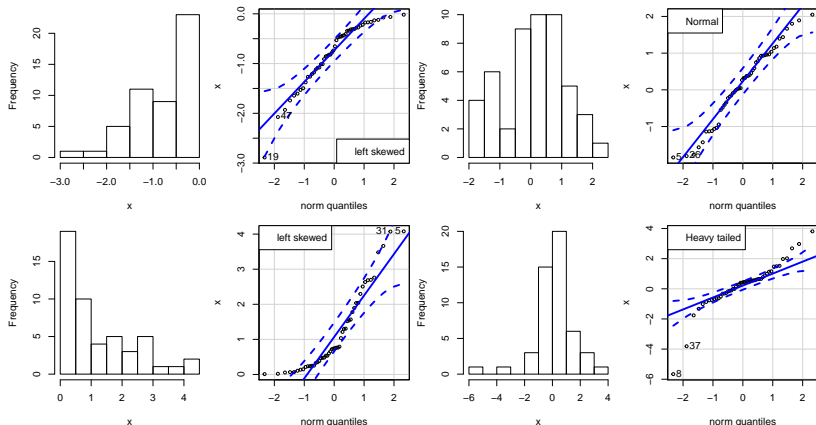 Frequency
0 5 10 15 20
−3.0 −2.0 −1.0 0.0
x
x
−3.0 −2.0 −1.0 0.0
47
19
left skewed
−2 −1 0 1 2
norm quantiles
Frequency
0 2 4 6 8 10
−2 −1 0 1 2
x
x
−1 0 1 2
Normal
5
−2 −1 0 1 2
norm quantiles
Frequency
0 5 10 15
0 1 2 3 4
x
x
0 1 2 3 4
left skewed
31
5
−2 −1 0 1 2
norm quantiles
Frequency
0 5 10 15 20
−6 −4 −2 0 2 4
x
x
−6 −4 −2 0 2 4
Heavy tailed
37
8
−2 −1 0 1 2
norm quantiles